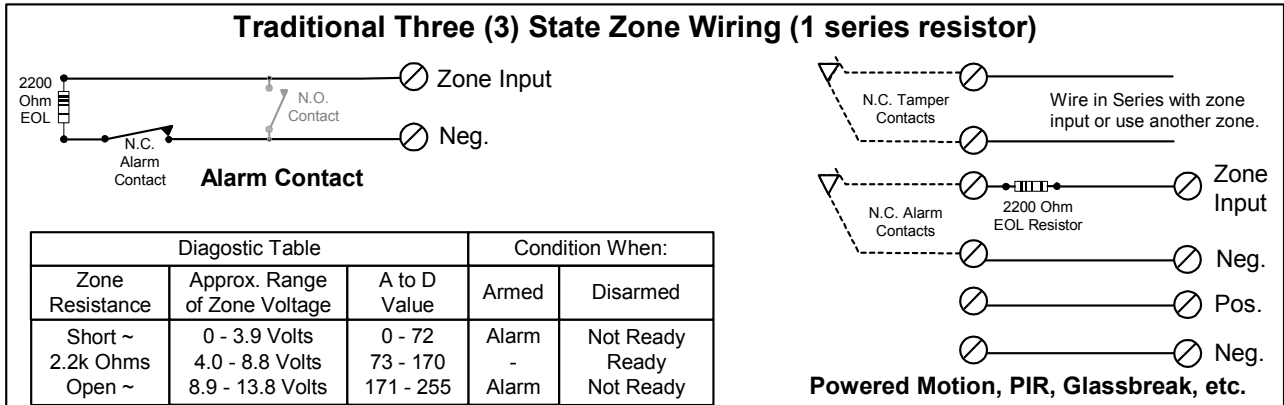 Traditional Three (3) State Zone Wiring (1 series resistor)
2200
Ohm
EOL
N.C.
Alarm
Contact
N.O.
Contact
Zone Input
Neg.
Alarm Contact
Diagostic Table
Condition When:
Zone Resistance
Approx. Range of Zone Voltage
A to D Value
Armed
Disarmed
Short ~ 0 - 3.9 Volts 0 - 72 Alarm Not Ready
2.2k Ohms 4.0 - 8.8 Volts 73 - 170 - Ready
Open ~ 8.9 - 13.8 Volts 171 - 255 Alarm Not Ready
N.C. Tamper
Contacts
Wire in Series with zone
input or use another zone.
N.C. Alarm
Contacts
2200 Ohm
EOL Resistor
Zone
Input
Neg.
Pos.
Neg.
Powered Motion, PIR, Glassbreak, etc.